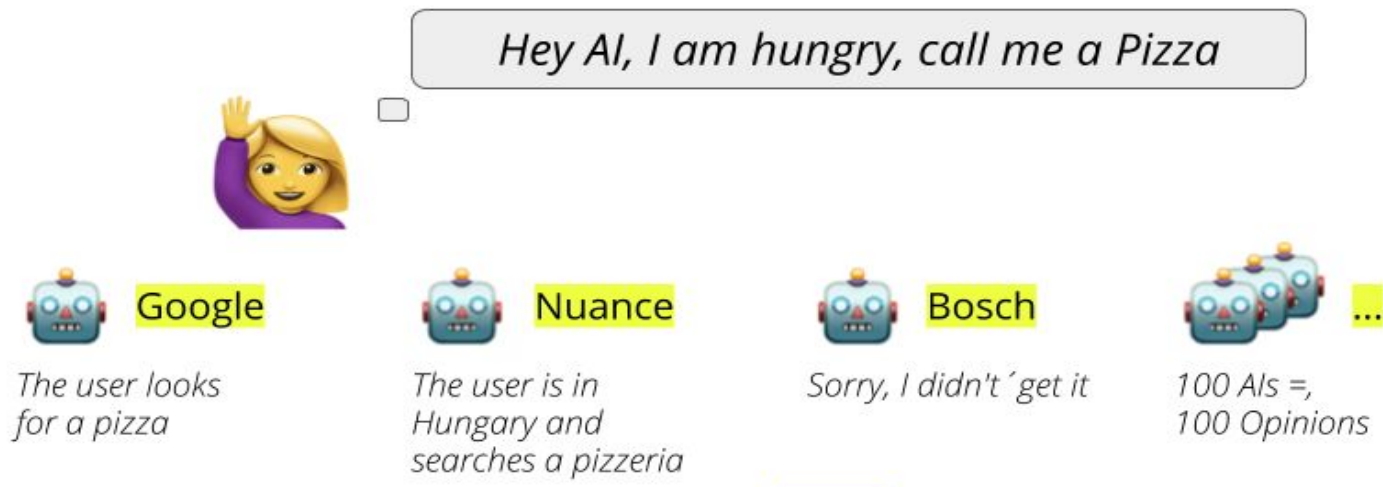 Hey AI, I am hungry, call me a Pizza
Google
Nuance
Bosch
...
The user looks
for a pizza
The user is in
Hungary and
searches a pizzeria
Sorry, I didn't´get it
100 AIs =,
100 Opinions